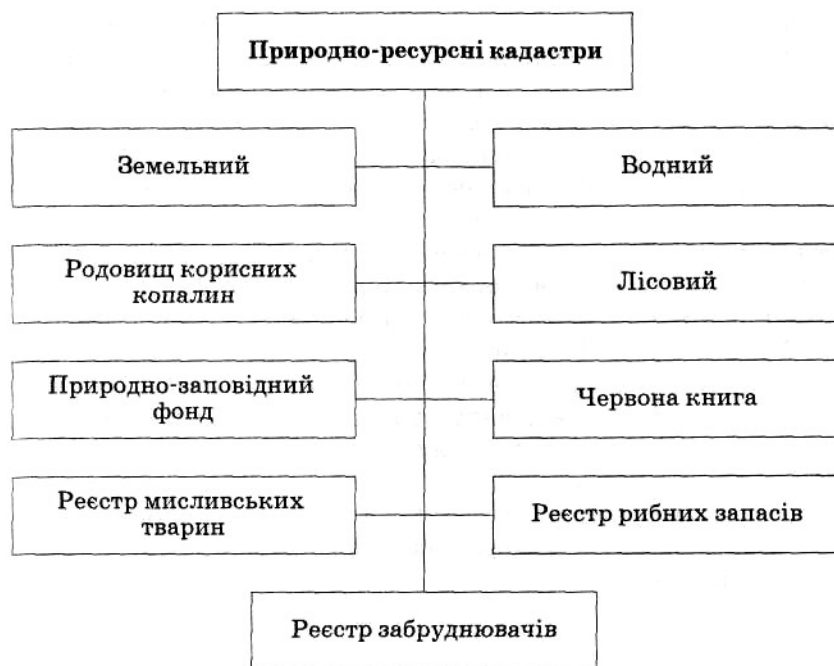 Природно-ресурсні кадастри
Земельний
Водний
Родовищ корисних
копалин
Лісовий
Природно-заповідний
фонд
Червона книга
Реєстр мисливських
тварин
Реєстр рибних запасів
Реєстр забруднювачів